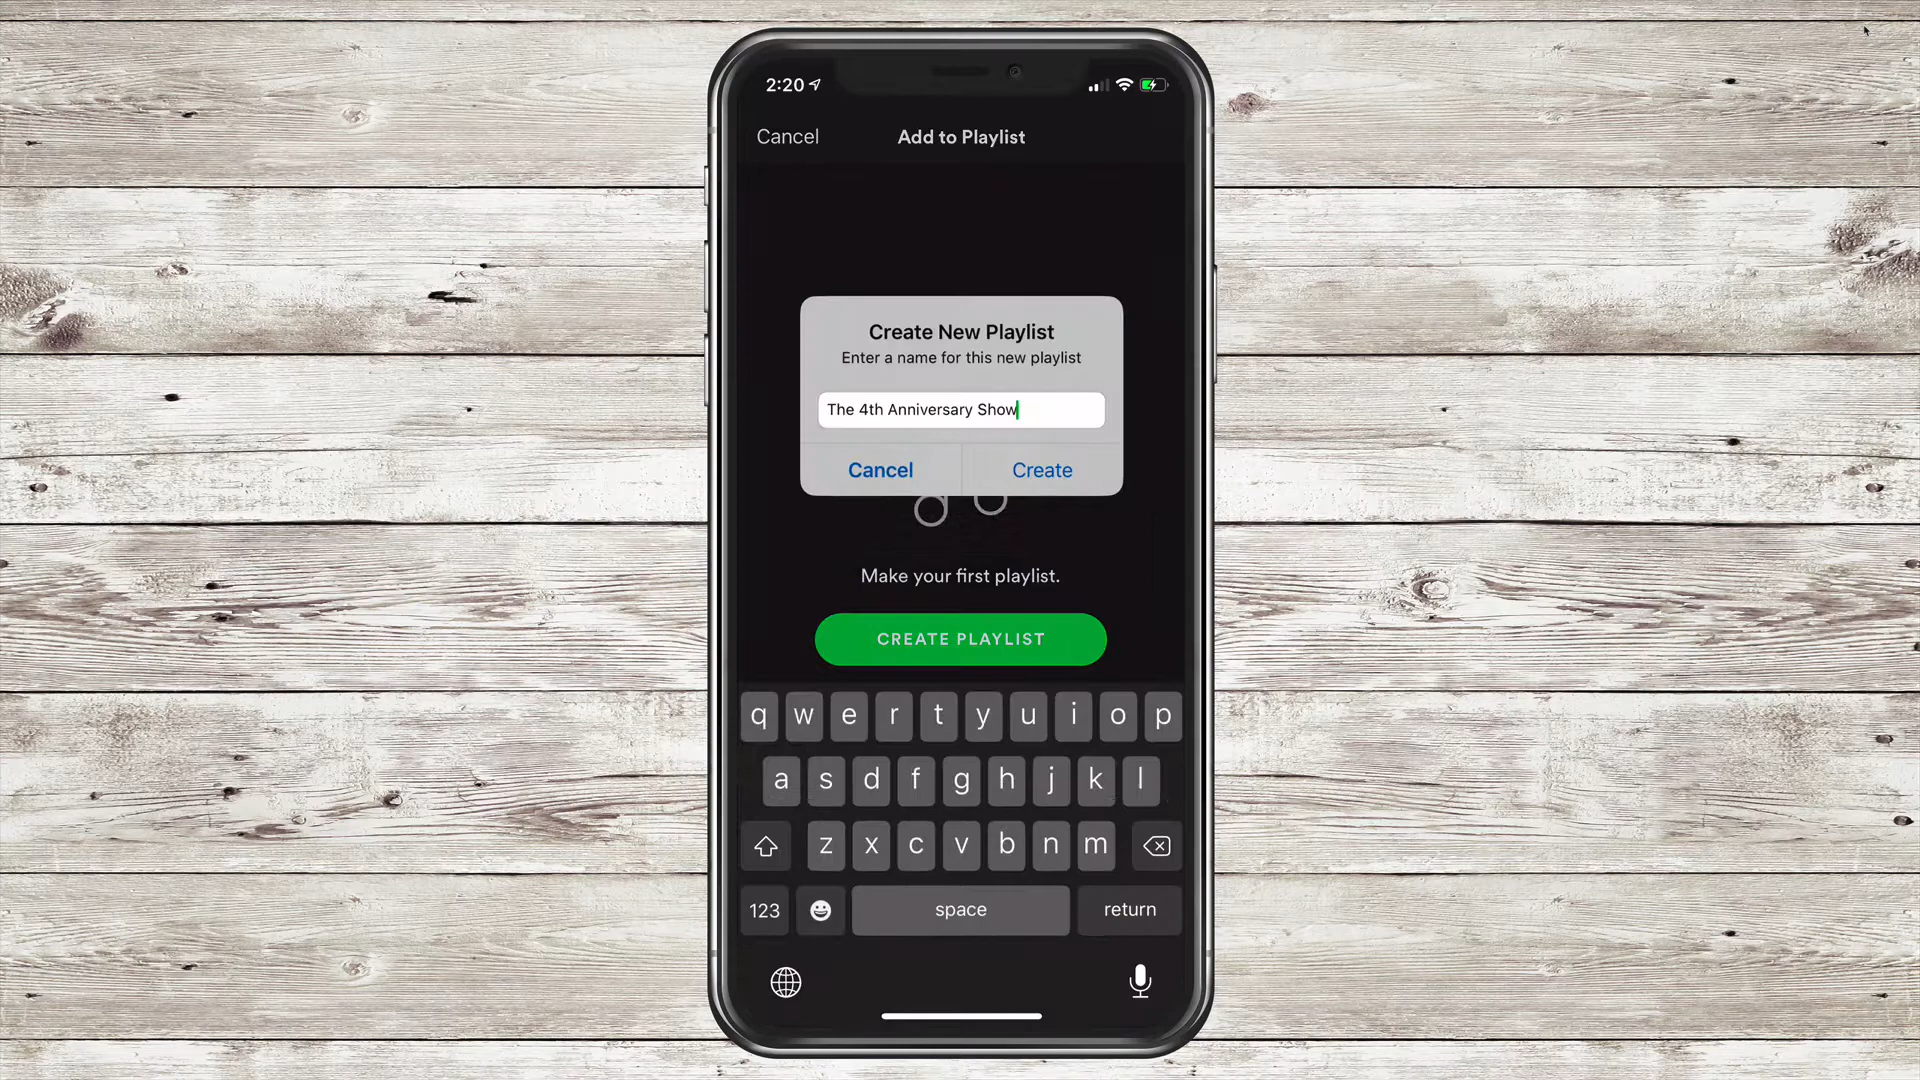 2:20
Cancel
Add to Playlist
Create New Playlist
Enter a name for this new playlist
The 4th Anniversary Show
Cancel
Create
Make your first playlist.
CREATE PLAYLIST
q w e r t y u i o p
a s d f g h j k l
z x c v b n m
123
space
return